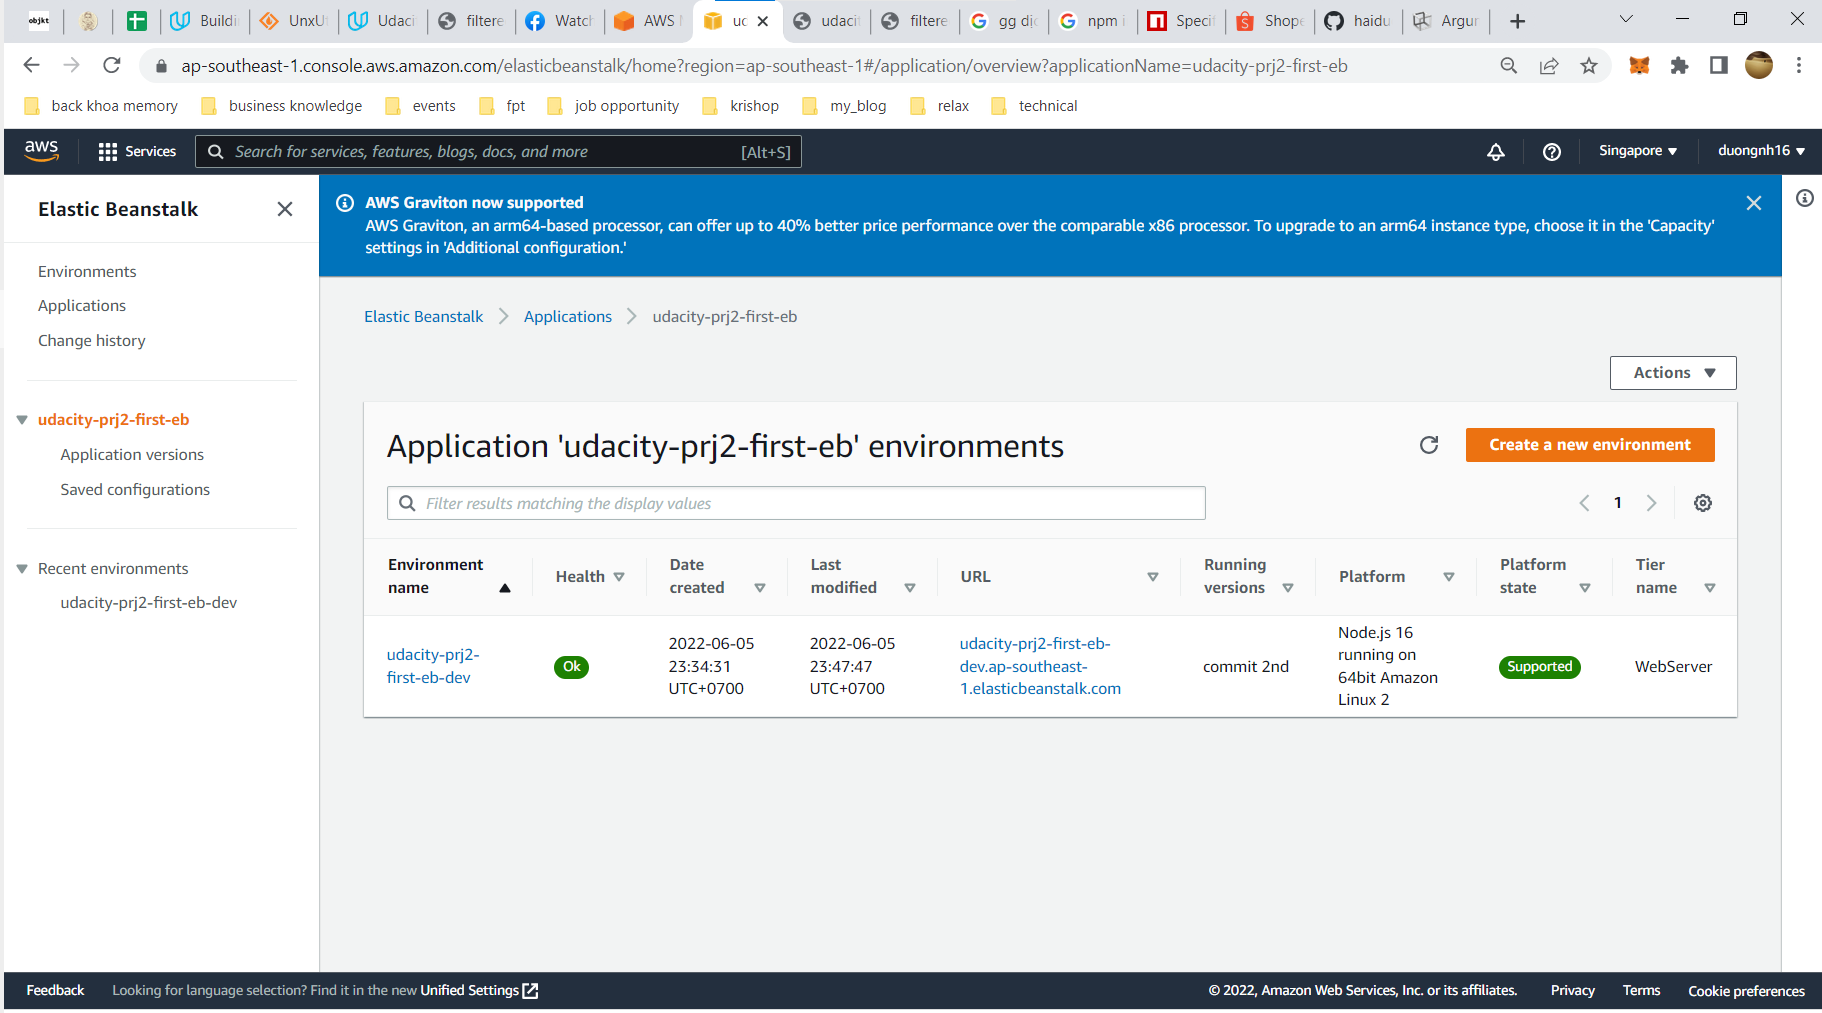 objkt
Buildi
UnxUt
Udaci
filtere
Watch
AWS
uc
udacit
filtere
gg dịc
npm i
Specif
Shope
haidu
Argun
ap-southeast-1.console.aws.amazon.com/elasticbeanstalk/home?region=ap-southeast-1#/application/overview?applicationName=udacity-prj2-first-eb
back khoa memory
business knowledge
events
fpt
job opportunity
krishop
my_blog
relax
technical
aws
Services
Search for services, features, blogs, docs, and more
[Alt+S]
Singapore
duongnh16
Elastic Beanstalk
Environments
Applications
Change history
udacity-prj2-first-eb
Application versions
Saved configurations
Recent environments
udacity-prj2-first-eb-dev
AWS Graviton now supported
AWS Graviton, an arm64-based processor, can offer up to 40% better price performance over the comparable x86 processor. To upgrade to an arm64 instance type, choose it in the 'Capacity'
settings in 'Additional configuration.'
Elastic Beanstalk
Applications
udacity-prj2-first-eb
Actions
Application 'udacity-prj2-first-eb' environments
Create a new environment
Filter results matching the display values
1
Environment
name
Health
Date
created
Last
modified
URL
Running
versions
Platform
Platform
state
Tier
name
udacity-prj2-
first-eb-dev
Ok
2022-06-05
23:34:31
UTC+0700
2022-06-05
23:47:47
UTC+0700
udacity-prj2-first-eb-
dev.ap-southeast-
1.elasticbeanstalk.com
commit 2nd
Node.js 16
running on
64bit Amazon
Linux 2
Supported
WebServer
Feedback
Looking for language selection? Find it in the new Unified Settings
© 2022, Amazon Web Services, Inc. or its affiliates.
Privacy
Terms
Cookie preferences